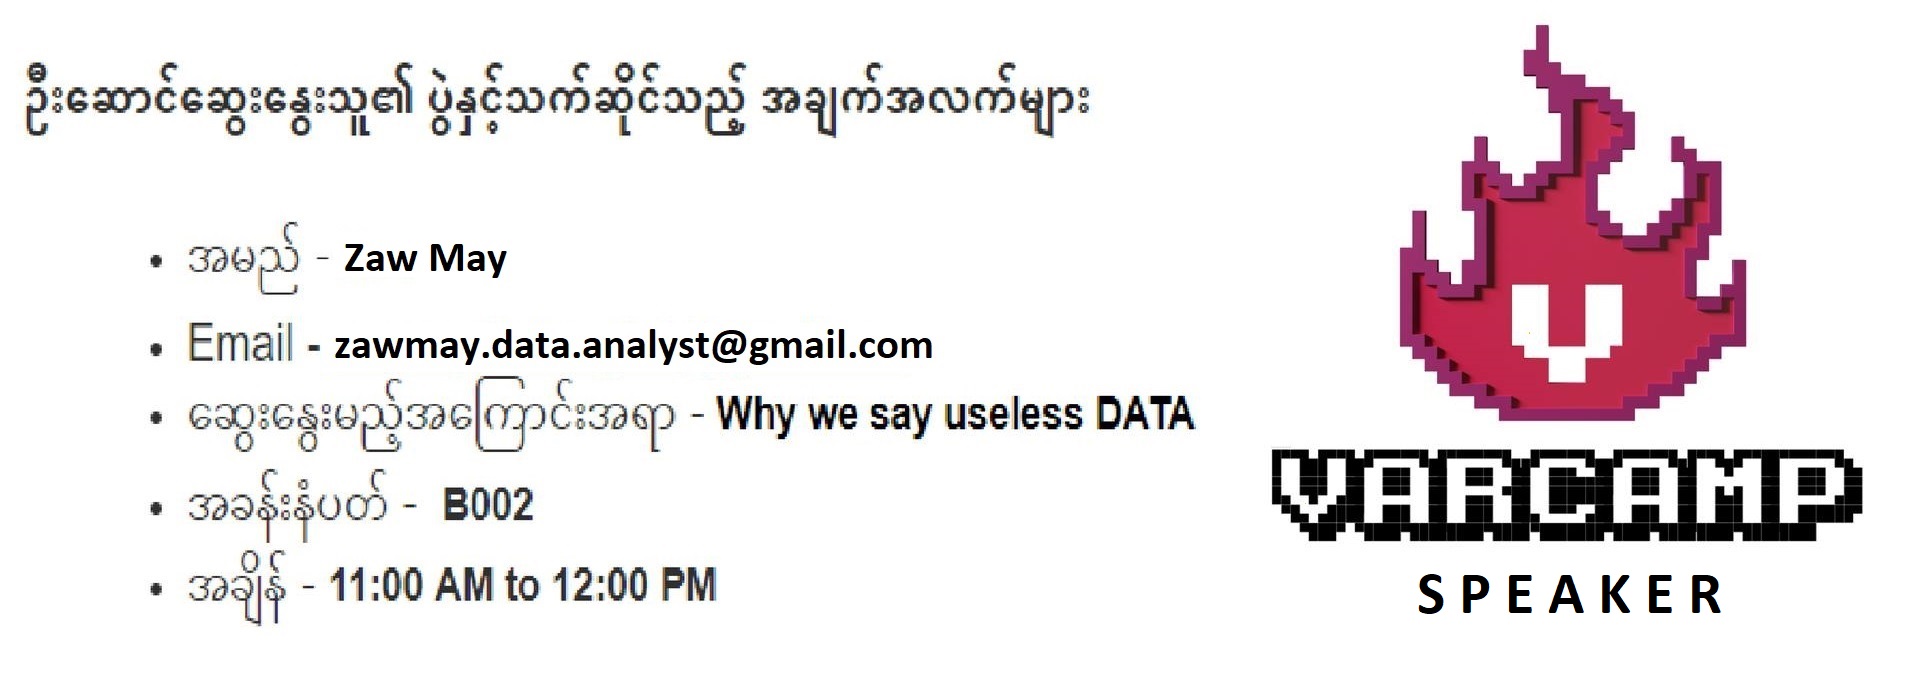 ဦးဆောင်ဆွေးနွေးသူ၏ ပွဲနှင့်သက်ဆိုင်သည့် အချက်အလက်များ
• အမည် - Zaw May
• Email - zawmay.data.analyst@gmail.com
• ဆွေးနွေးမည့်အကြောင်းအရာ - Why we say useless DATA
• အခန်းနံပတ် - B002
• အချိန် - 11:00 AM to 12:00 PM
V
VARCAMP
SPEAKER